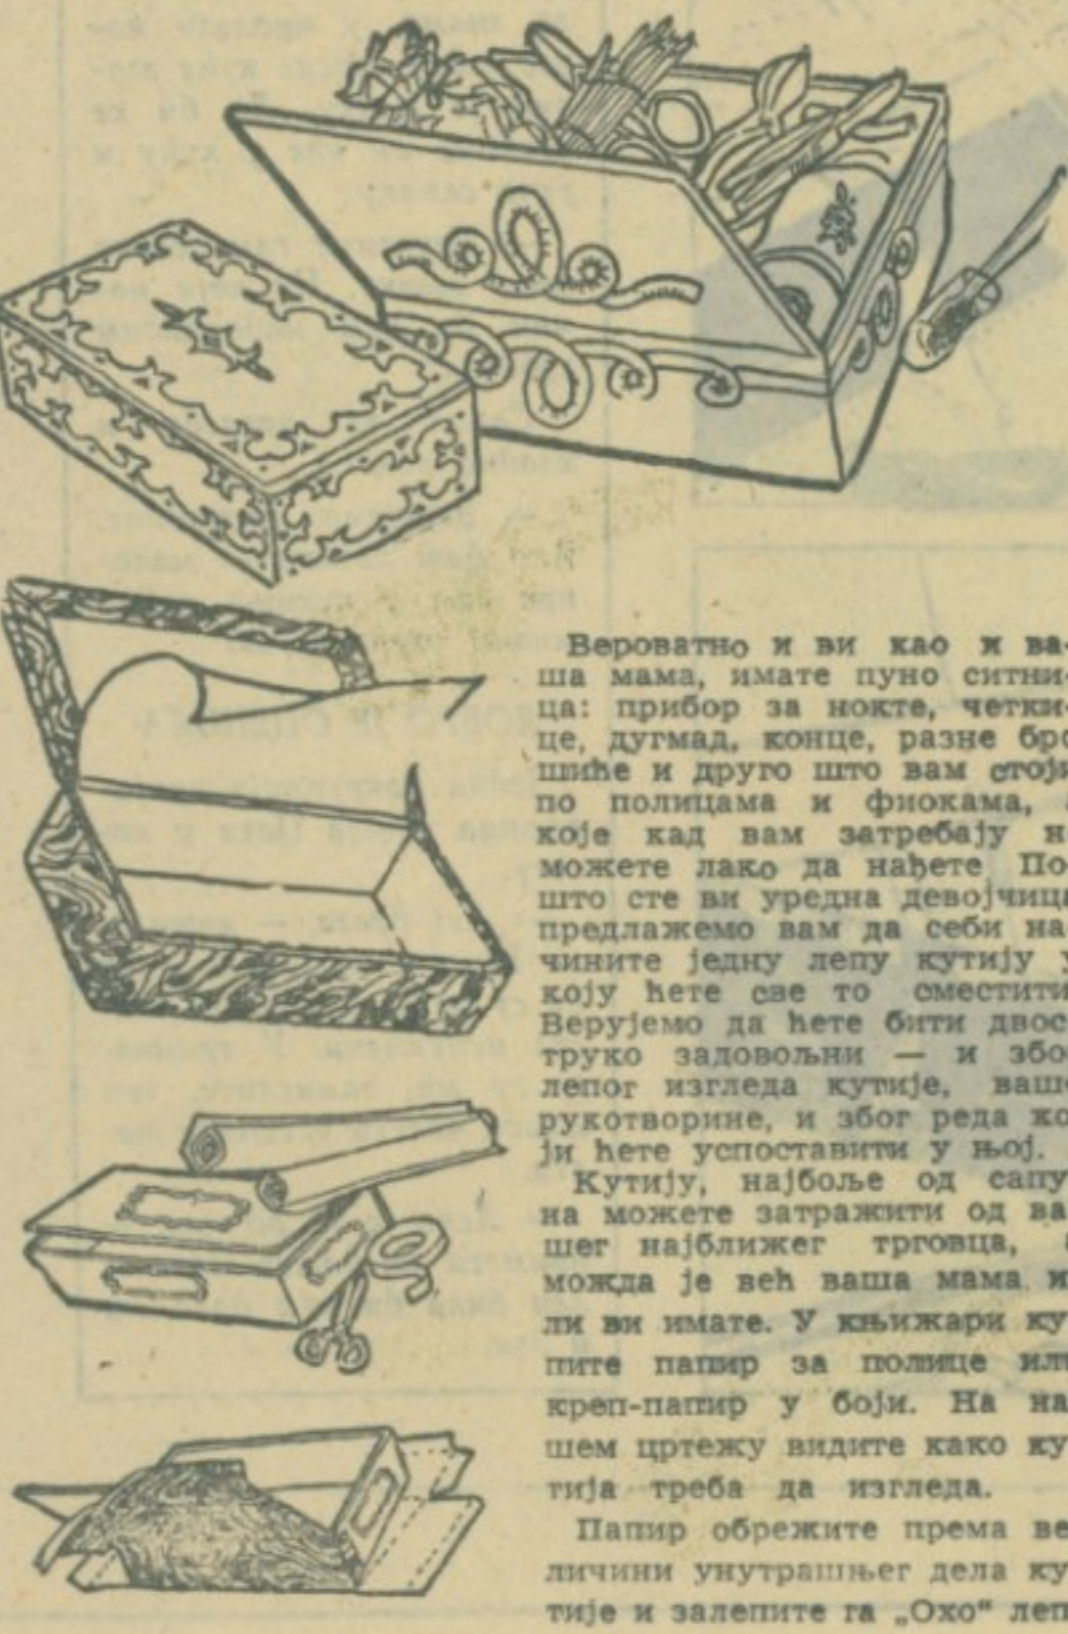 Вероватно и ви као и ва-
ша мама, имате пуно ситни-
ца: прибор за нокте, четки-
це, дугмад, конце, разне бро
шиће и друго што вам стоји
по полицама и фиокама, а
које кад вам затребају н
можете лако да нађете По-
што сте ви уредна девојчица
предлажемо вам да себи на-
чините једну лепу кутију у
коју ћете све то сместити
Верујемо да ћете бити двос-
труко задовољни — и збо
лепог изгледа кутије, ваше
рукотворине, и због реда ко
ји ћете успоставити у њој.
Кутију, најбоље од сапу-
на можете затражити од ва
шег најближег трговца, а
можда је већ ваша мама и
ли ви имате. У књижари ку
пите папир за полице или
креп-папир у боји. На на
шем цртежу видите како ку
тија треба да изгледа.
Папир обрежите према ве
личини унутрашњег дела ку
тије и залепите га „Охо“ леп